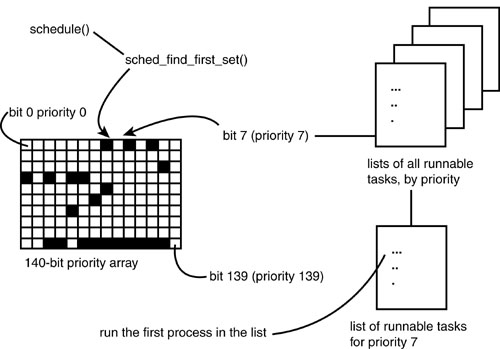 schedule()
sched_find_first_set()
bit 0 priority 0
bit 7 (priority 7)
...
..
.
lists of all runnable
tasks, by priority
140-bit priority array
bit 139 (priority 139)
...
..
.
run the first process in the list
list of runnable tasks
for priority 7